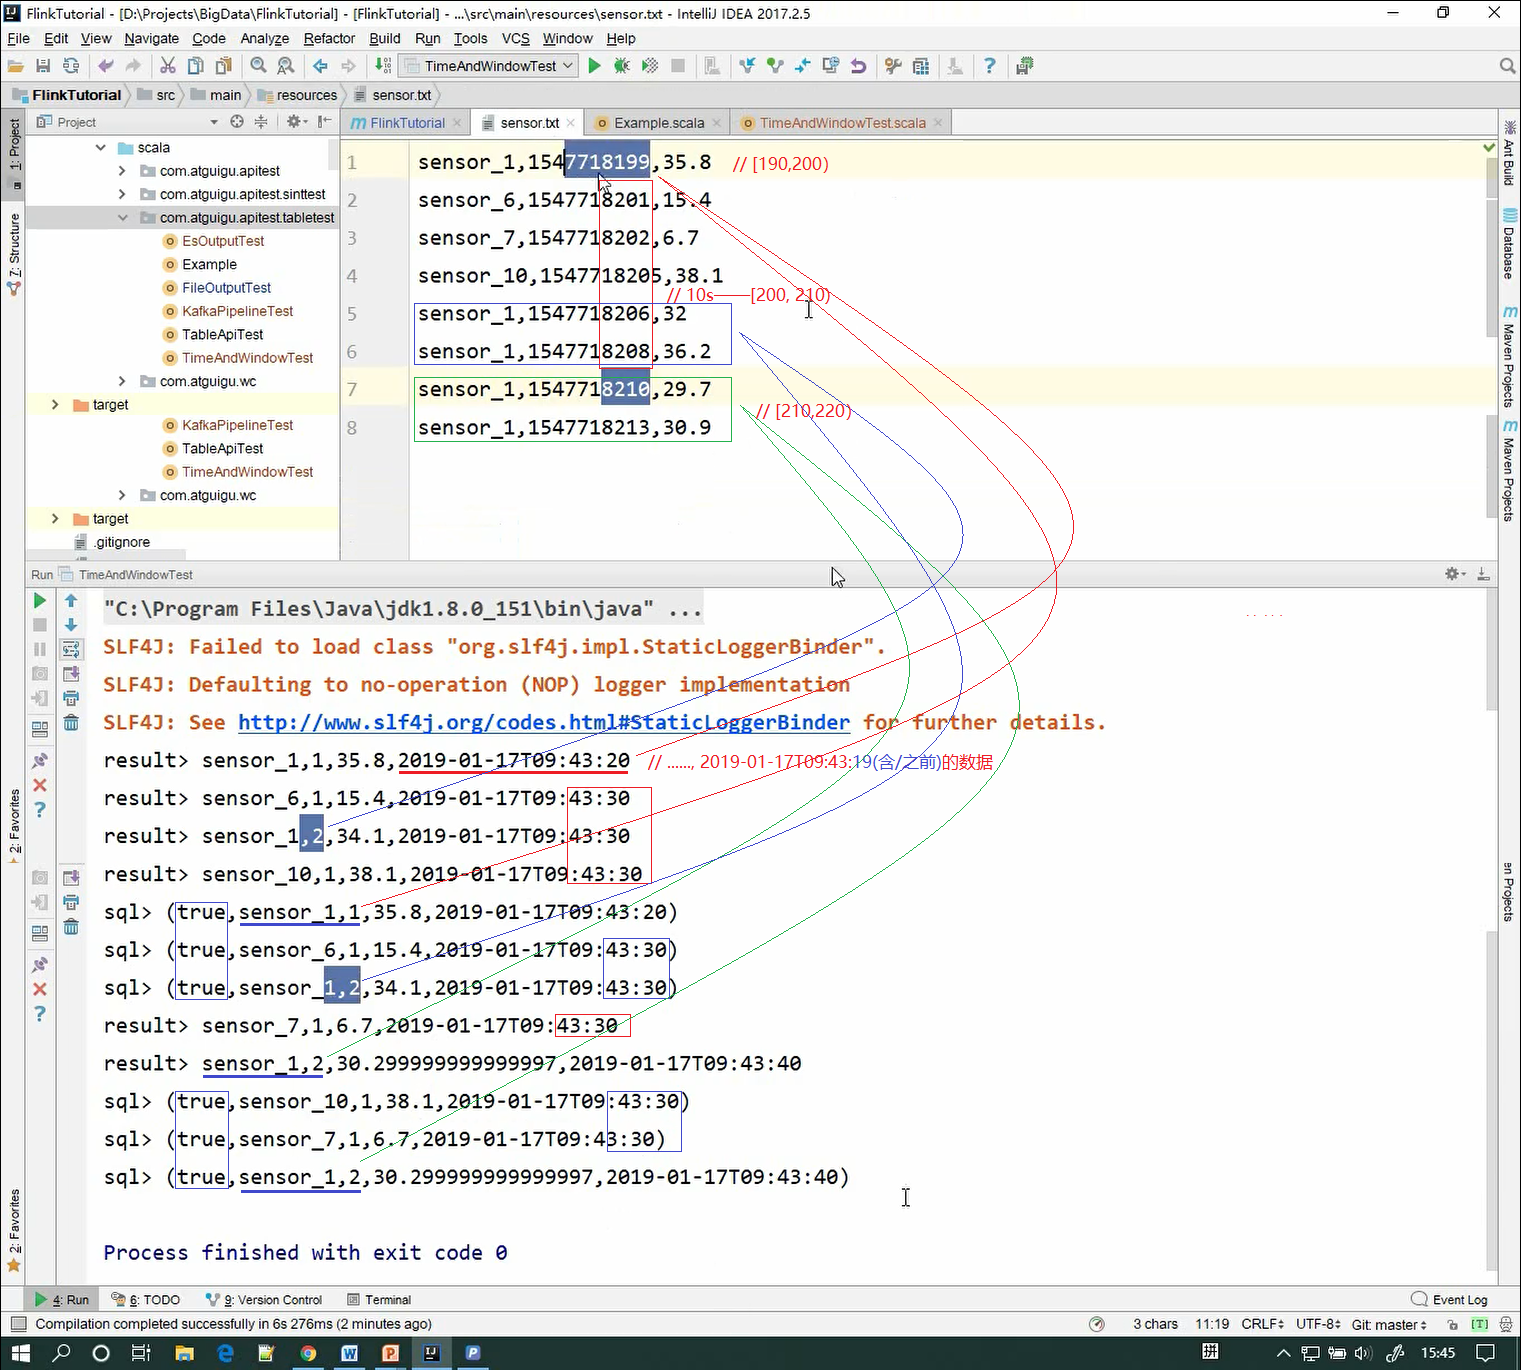 FlinkTutorial - [D:\Projects\BigData\FlinkTutorial] - [FlinkTutorial] - ...\src\main\resources\sensor.txt - IntelliJ IDEA 2017.2.5
File Edit View Navigate Code Analyze Refactor Build Run Tools VCS Window Help
TimeAndWindowTest
FlinkTutorial src main resources sensor.txt
Project
FlinkTutorial sensor.txt Example.scala TimeAndWindowTest.scala
1: Project
7: Structure
2: Favorites
2: Favorites
Ant Build
Database
Maven Projects
Maven Projects
en Projects
scala
com.atguigu.apitest
com.atguigu.apitest.sinttest
com.atguigu.apitest.tabletest
EsOutputTest
Example
FileOutputTest
KafkaPipelineTest
TableApiTest
TimeAndWindowTest
com.atguigu.wc
target
KafkaPipelineTest
TableApiTest
TimeAndWindowTest
com.atguigu.wc
target
.gitignore
1 sensor_1,1547718199,35.8 // [190,200)
2 sensor_6,1547718201,15.4
3 sensor_7,1547718202,6.7
4 sensor_10,1547718205,38.1
// 10s——[200, 210)
5 sensor_1,1547718206,32
6 sensor_1,1547718208,36.2
7 sensor_1,1547718210,29.7
// [210,220)
8 sensor_1,1547718213,30.9
Run TimeAndWindowTest
"C:\Program Files\Java\jdk1.8.0_151\bin\java" ...
SLF4J: Failed to load class "org.slf4j.impl.StaticLoggerBinder".
SLF4J: Defaulting to no-operation (NOP) logger implementation
SLF4J: See http://www.slf4j.org/codes.html#StaticLoggerBinder for further details.
result> sensor_1,1,35.8,2019-01-17T09:43:20 // ......, 2019-01-17T09:43:19(含/之前)的数据
result> sensor_6,1,15.4,2019-01-17T09:43:30
result> sensor_1,2,34.1,2019-01-17T09:43:30
result> sensor_10,1,38.1,2019-01-17T09:43:30
sql> (true,sensor_1,1,35.8,2019-01-17T09:43:20)
sql> (true,sensor_6,1,15.4,2019-01-17T09:43:30)
sql> (true,sensor_1,2,34.1,2019-01-17T09:43:30)
result> sensor_7,1,6.7,2019-01-17T09:43:30
result> sensor_1,2,30.299999999999997,2019-01-17T09:43:40
sql> (true,sensor_10,1,38.1,2019-01-17T09:43:30)
sql> (true,sensor_7,1,6.7,2019-01-17T09:43:30)
sql> (true,sensor_1,2,30.299999999999997,2019-01-17T09:43:40)
Process finished with exit code 0
4: Run 6: TODO 9: Version Control Terminal Event Log
Compilation completed successfully in 6s 276ms (2 minutes ago) 3 chars 11:19 CRLF UTF-8 Git: master [T]
拼 15:45